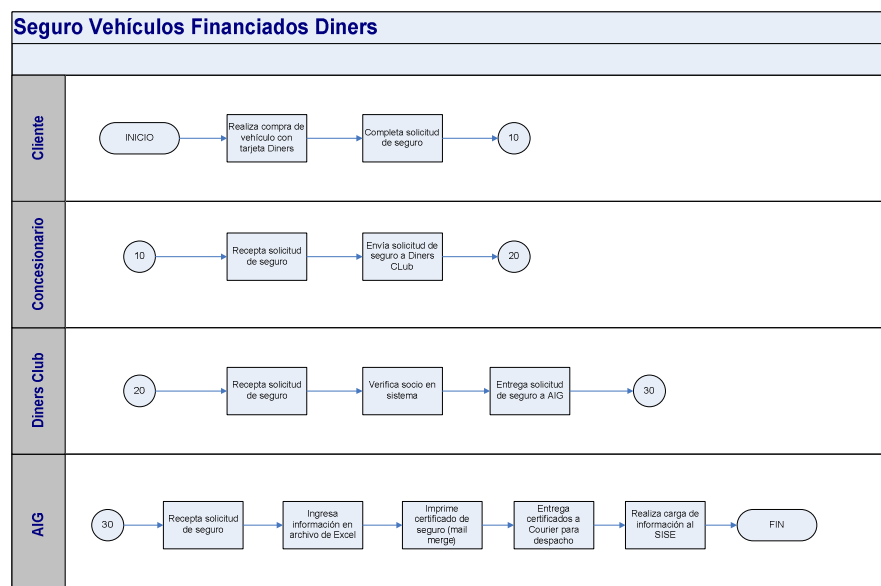 Seguro Vehículos Financiados Diners
Cliente
INICIO
Realiza compra de
vehículo con
tarjeta Diners
Completa solicitud
de seguro
10
Concesionario
10
Recepta solicitud
de seguro
Envía solicitud de
seguro a Diners
CLub
20
Diners Club
20
Recepta solicitud
de seguro
Verifica socio en
sistema
Entrega solicitud
de seguro a AIG
30
AIG
30
Recepta solicitud
de seguro
Ingresa
información en
archivo de Excel
Imprime
certificado de
seguro (mail
merge)
Entrega
certificados a
Courier para
despacho
Realiza carga de
información al
SISE
FIN